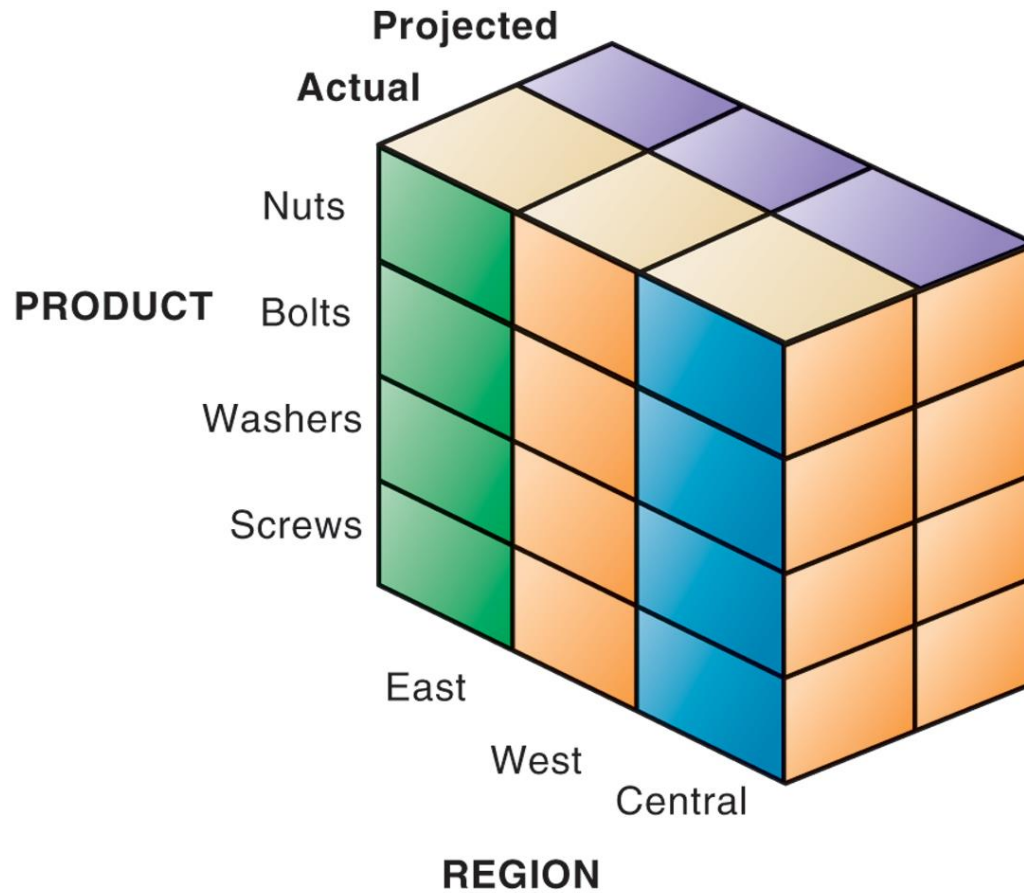 Projected
Actual
Nuts
PRODUCT
Bolts
Washers
Screws
East
West
Central
REGION